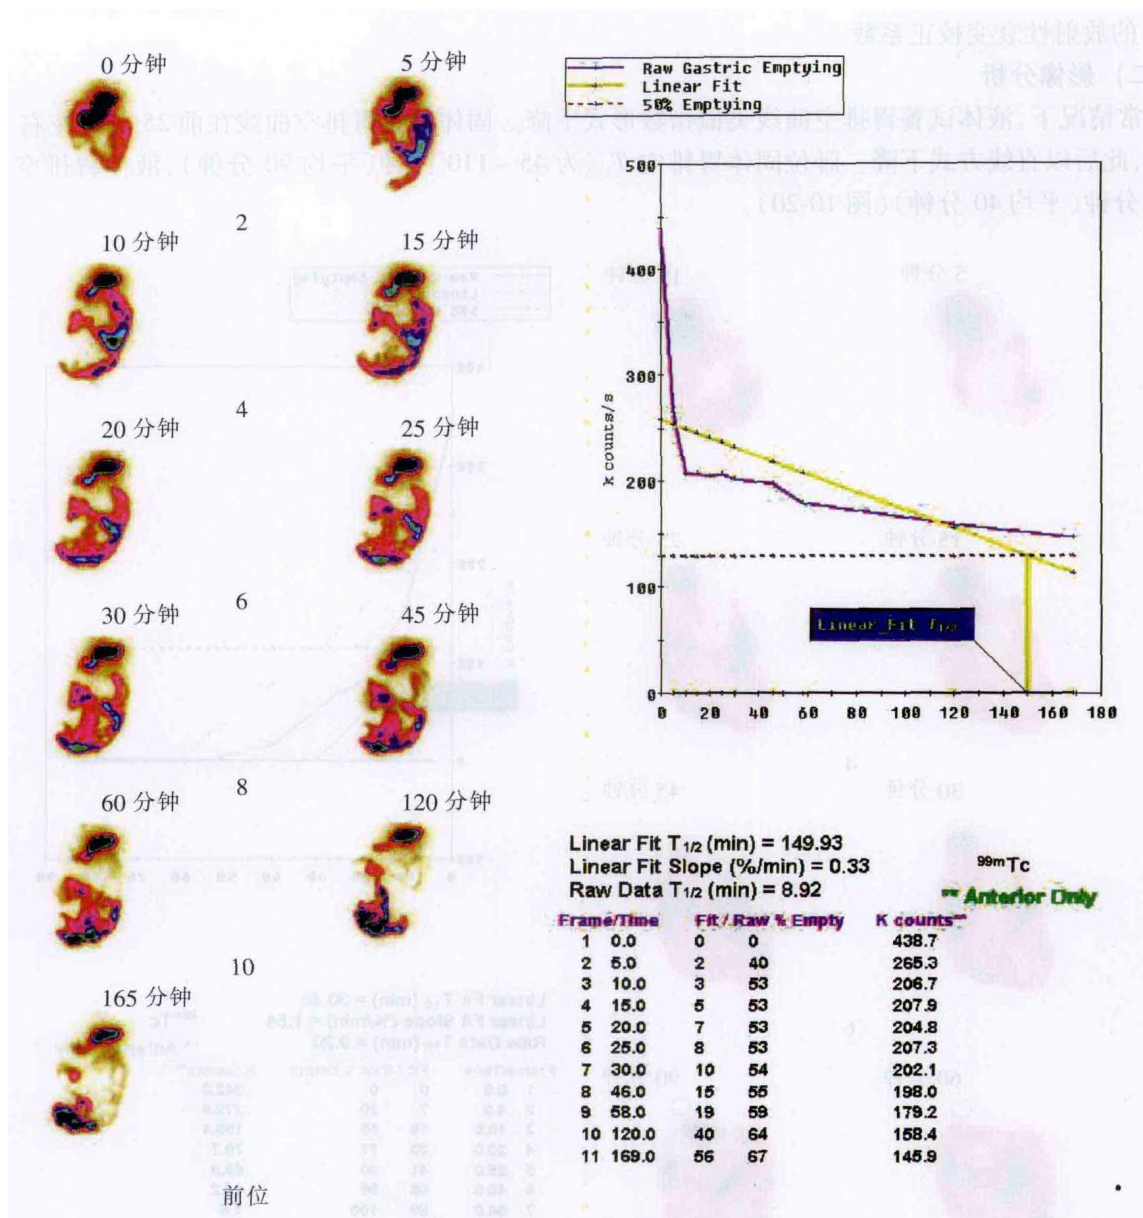 0 分钟
5 分钟
2
10 分钟
15 分钟
4
20 分钟
25 分钟
6
30 分钟
45 分钟
8
60 分钟
120 分钟
10
165 分钟
前位
Raw Gastric Emptying
Linear Fit
50% Emptying
500
400
300
200
100
0
K counts/s
Linear_Fit T1/2
0 20 40 60 80 100 120 140 160 180
Linear Fit T1/2 (min) = 149.93
Linear Fit Slope (%/min) = 0.33
Raw Data T1/2 (min) = 8.92
99mTc
** Anterior Only
Frame/Time Fit / Raw % Empty K counts**
1 0.0 0 0 438.7
2 5.0 2 40 265.3
3 10.0 3 53 206.7
4 15.0 5 53 207.9
5 20.0 7 53 204.8
6 25.0 8 53 207.3
7 30.0 10 54 202.1
8 46.0 15 55 198.0
9 58.0 19 59 179.2
10 120.0 40 64 158.4
11 169.0 56 67 145.9